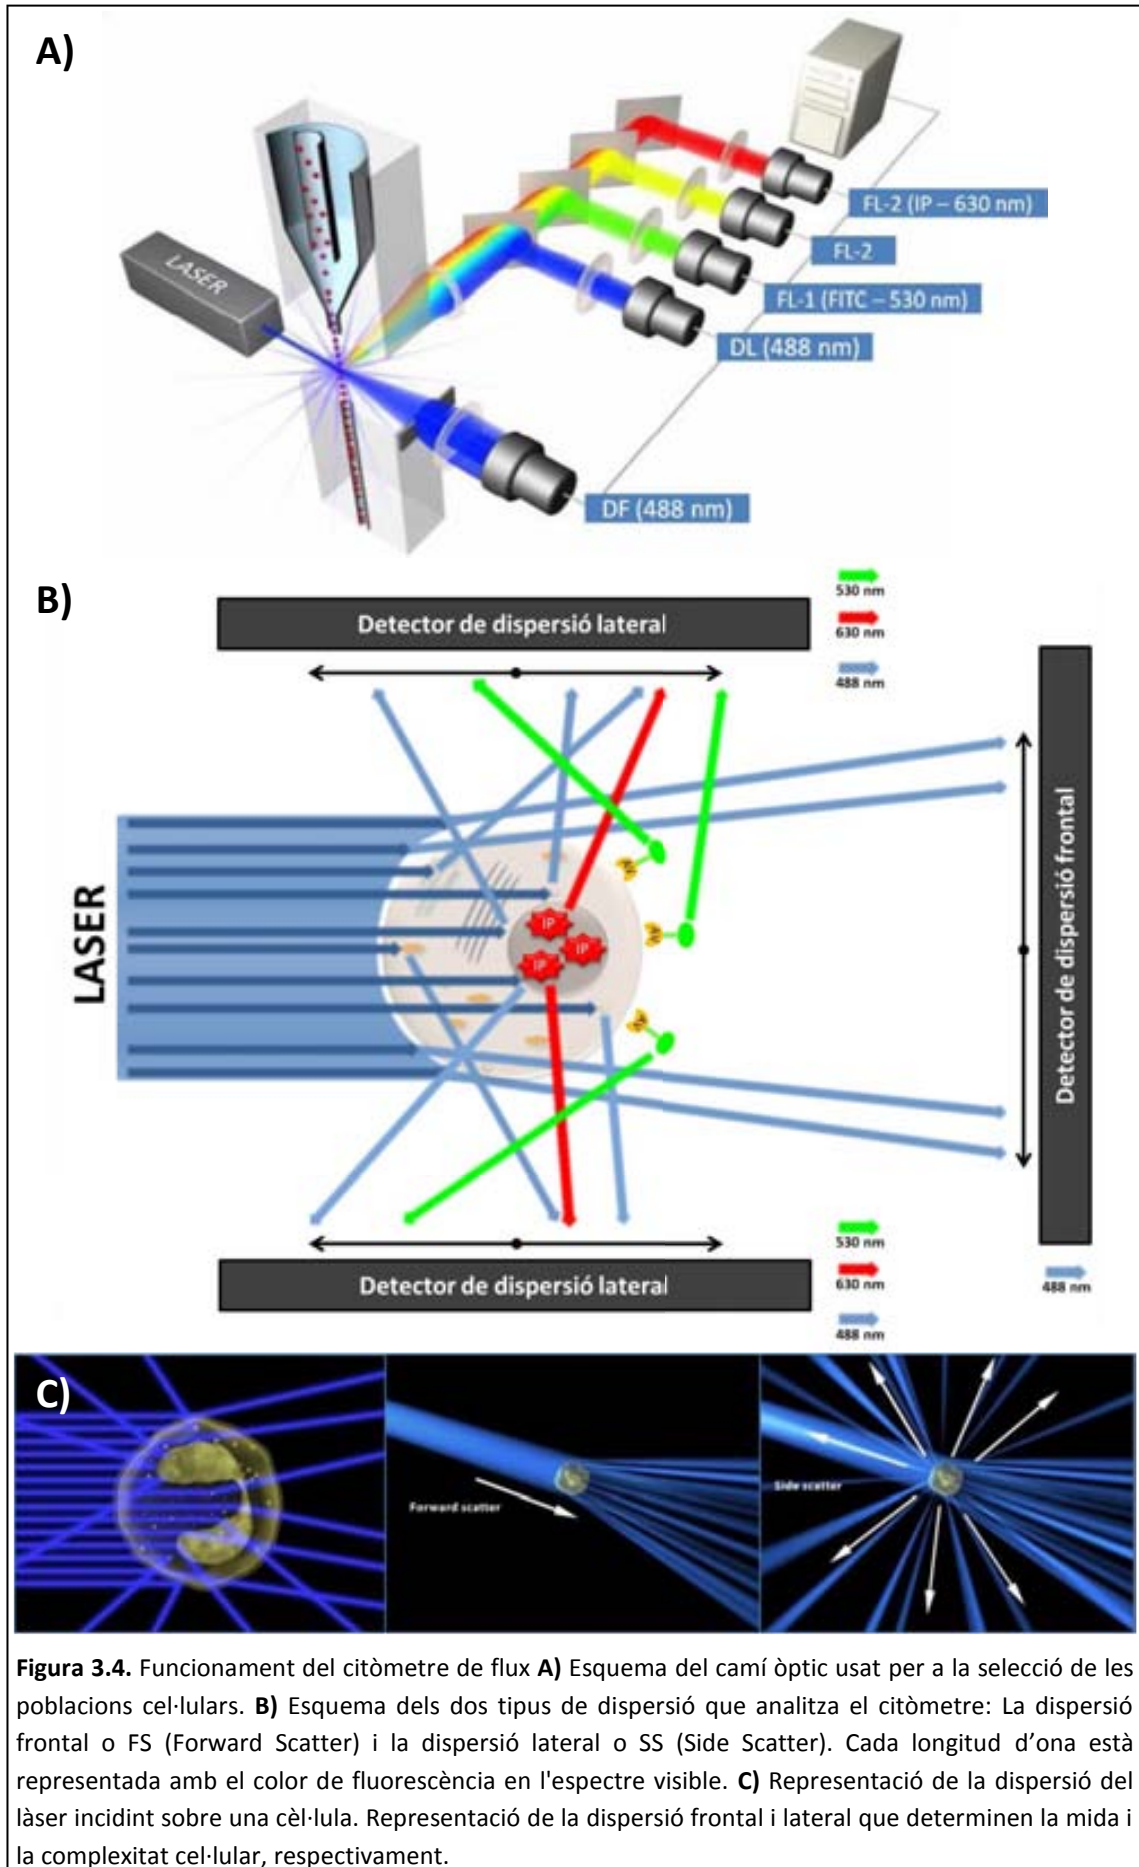 A)
LASER
FL-2 (IP – 630 nm)
FL-2
FL-1 (FITC – 530 nm)
DL (488 nm)
DF (488 nm)
B)
530 nm
630 nm
488 nm
Detector de dispersió lateral
LASER
AV
AV
AV
IP
IP
IP
Detector de dispersió frontal
488 nm
Detector de dispersió lateral
530 nm
630 nm
488 nm
C)
Forward scatter
Side scatter
Figura 3.4. Funcionament del citòmetre de flux A) Esquema del camí òptic usat per a la selecció de les
poblacions cel·lulars. B) Esquema dels dos tipus de dispersió que analitza el citòmetre: La dispersió
frontal o FS (Forward Scatter) i la dispersió lateral o SS (Side Scatter). Cada longitud d’ona està
representada amb el color de fluorescència en l'espectre visible. C) Representació de la dispersió del
làser incidint sobre una cèl·lula. Representació de la dispersió frontal i lateral que determinen la mida i
la complexitat cel·lular, respectivament.